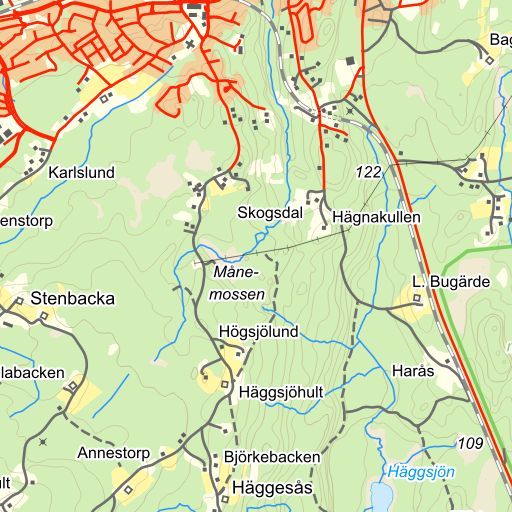 Bag
Karlslund
122
enstorp
Skogsdal
Hägnakullen
Måne-
mossen
L. Bugärde
Stenbacka
Högsjölund
labacken
Harås
Häggsjöhult
109
Annestorp
Björkebacken
Häggsjön
ult
Häggesås